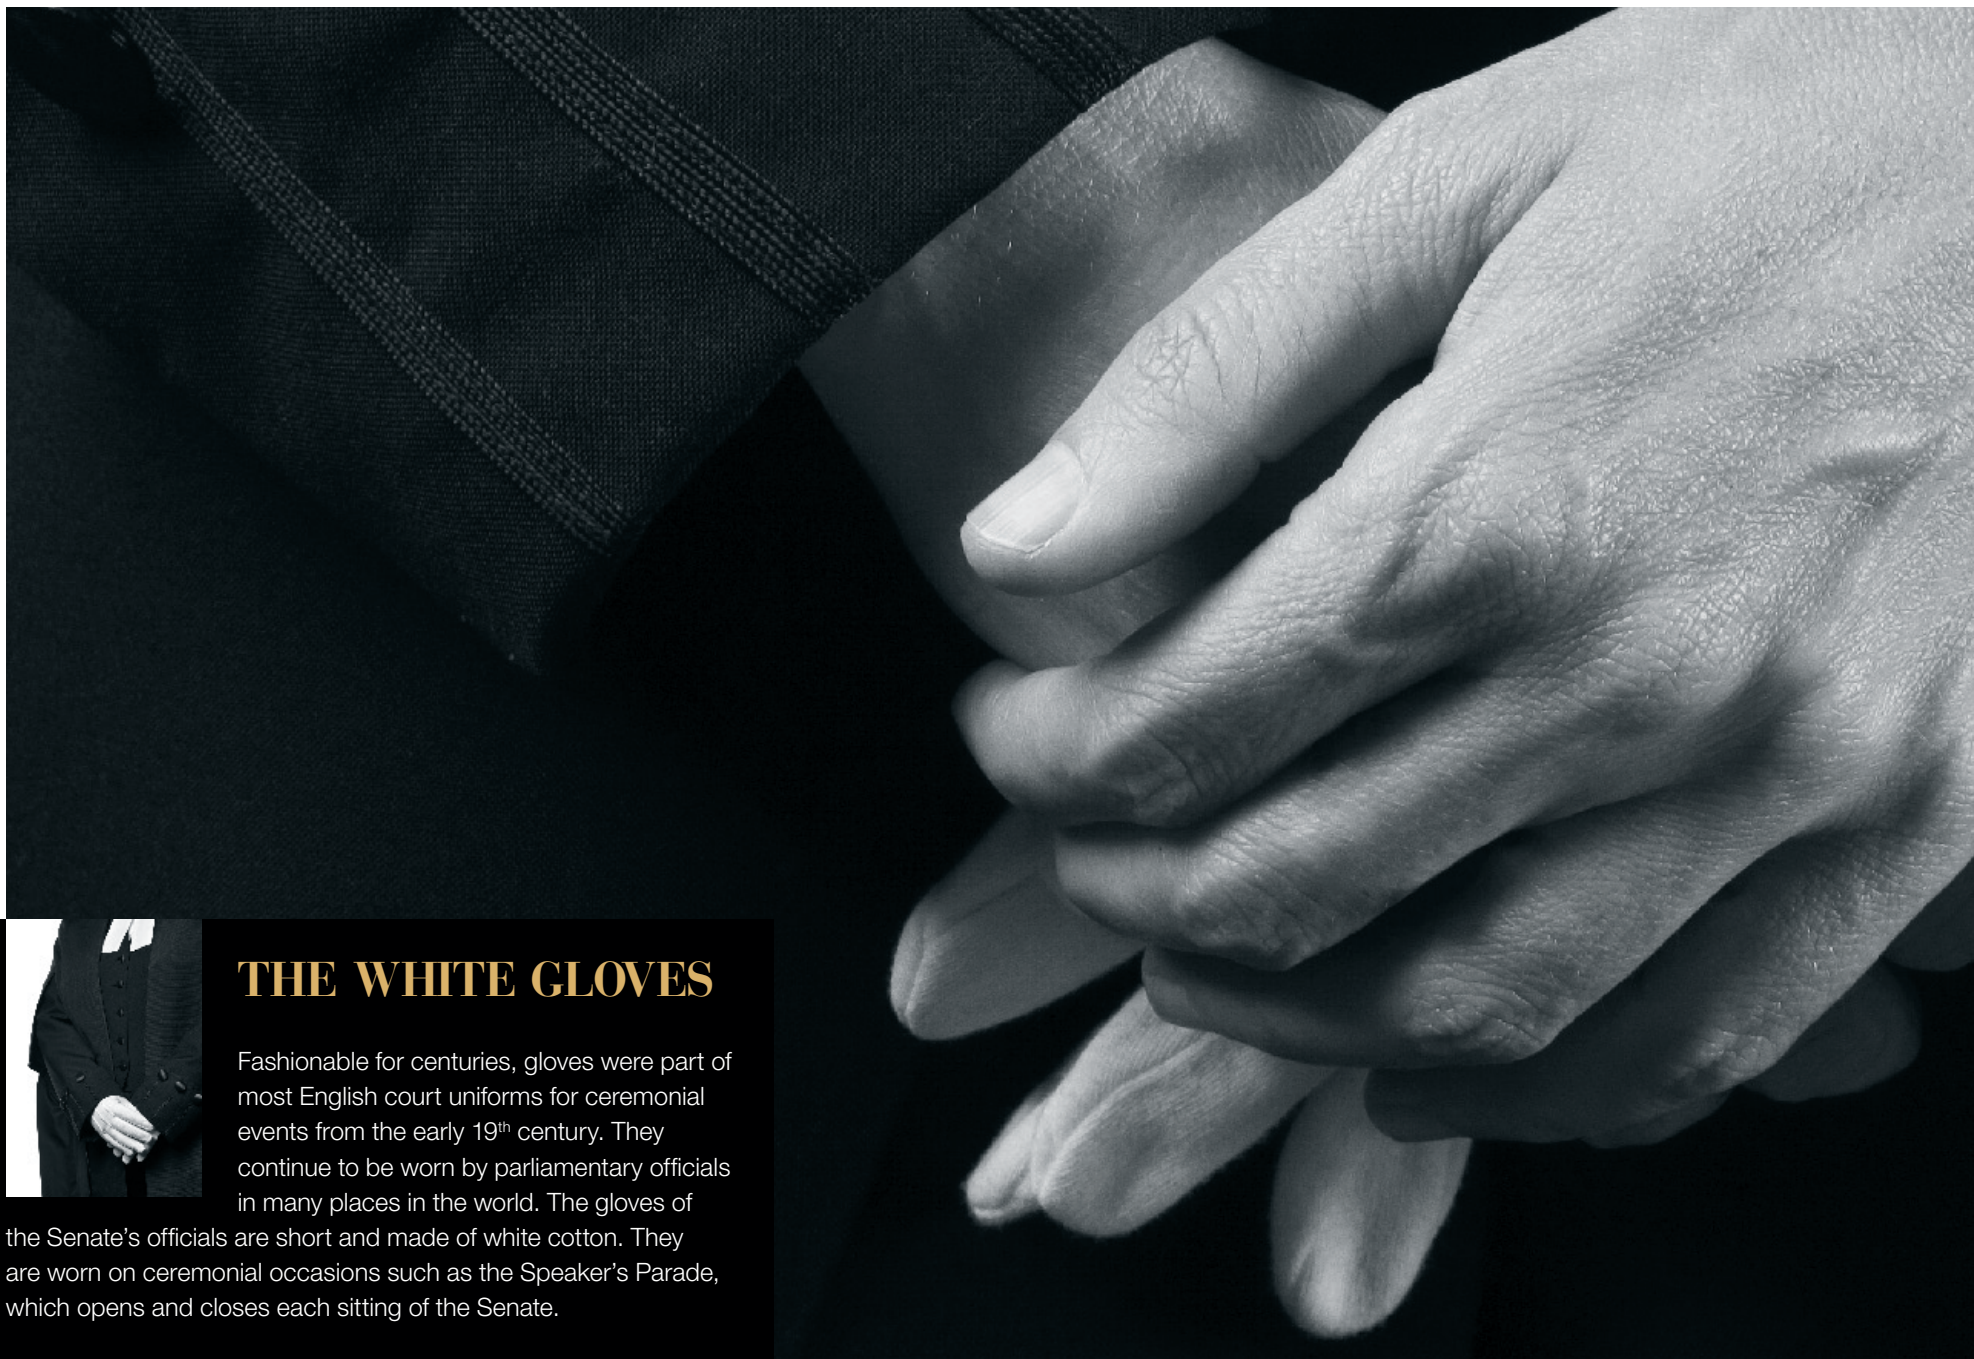 THE WHITE GLOVES
Fashionable for centuries, gloves were part of
most English court uniforms for ceremonial
events from the early 19th century. They
continue to be worn by parliamentary officials
in many places in the world. The gloves of
the Senate’s officials are short and made of white cotton. They
are worn on ceremonial occasions such as the Speaker’s Parade,
which opens and closes each sitting of the Senate.